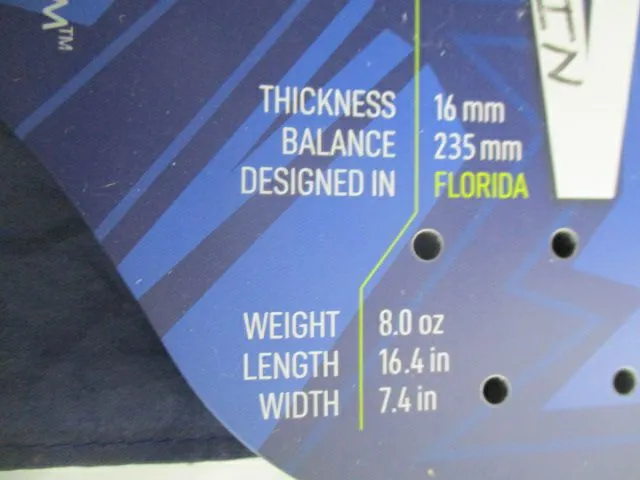 THICKNESS 16 mm
BALANCE 235 mm
DESIGNED IN FLORIDA
WEIGHT 8.0 oz
LENGTH 16.4 in
WIDTH 7.4 in